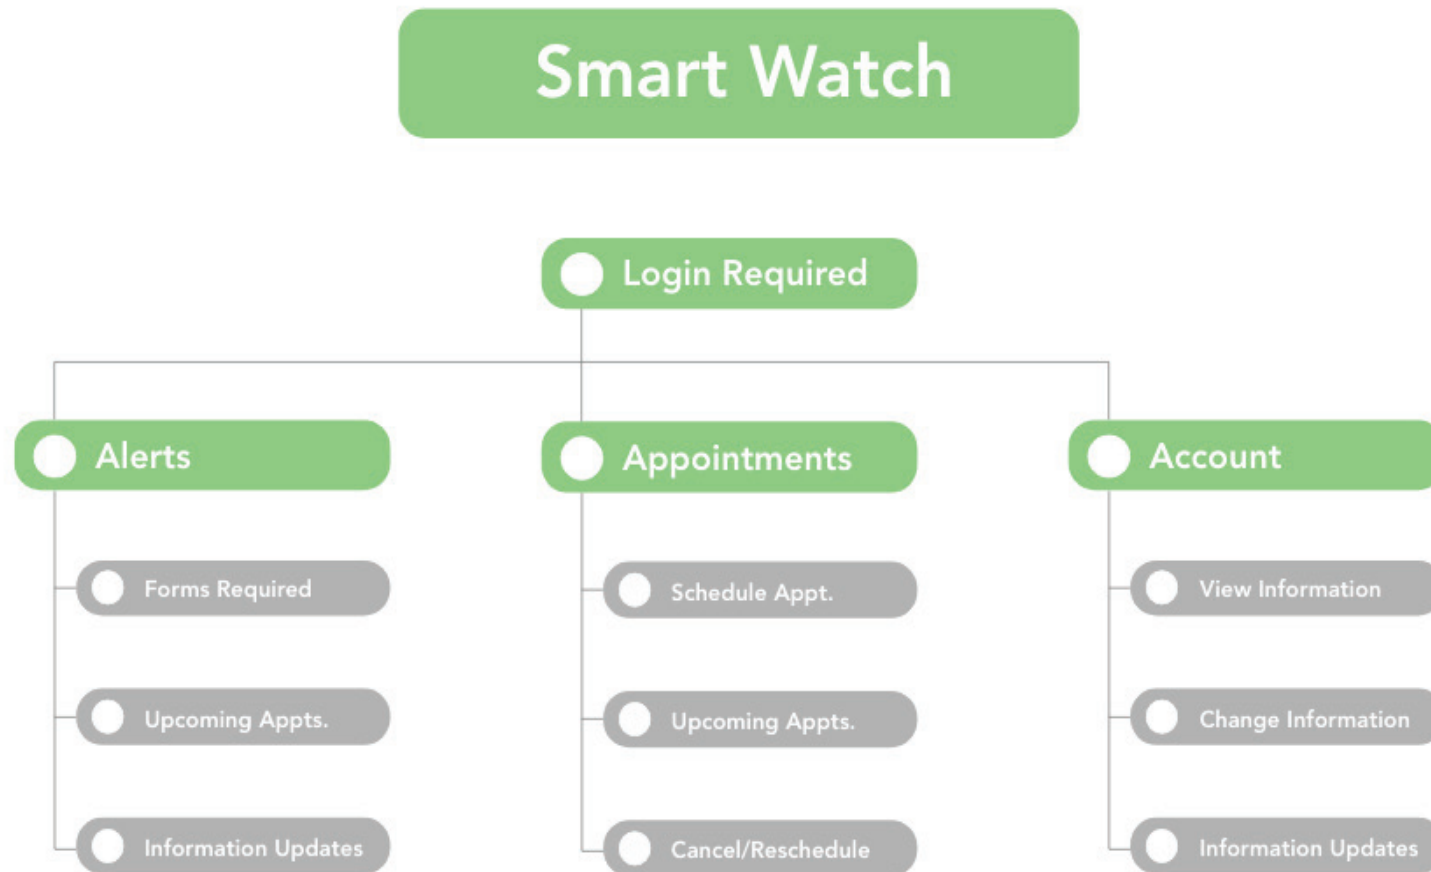 Smart Watch
Login Required
Alerts
Forms Required
Upcoming Appts.
Information Updates
Appointments
Schedule Appt.
Upcoming Appts.
Cancel/Reschedule
Account
View Information
Change Information
Information Updates